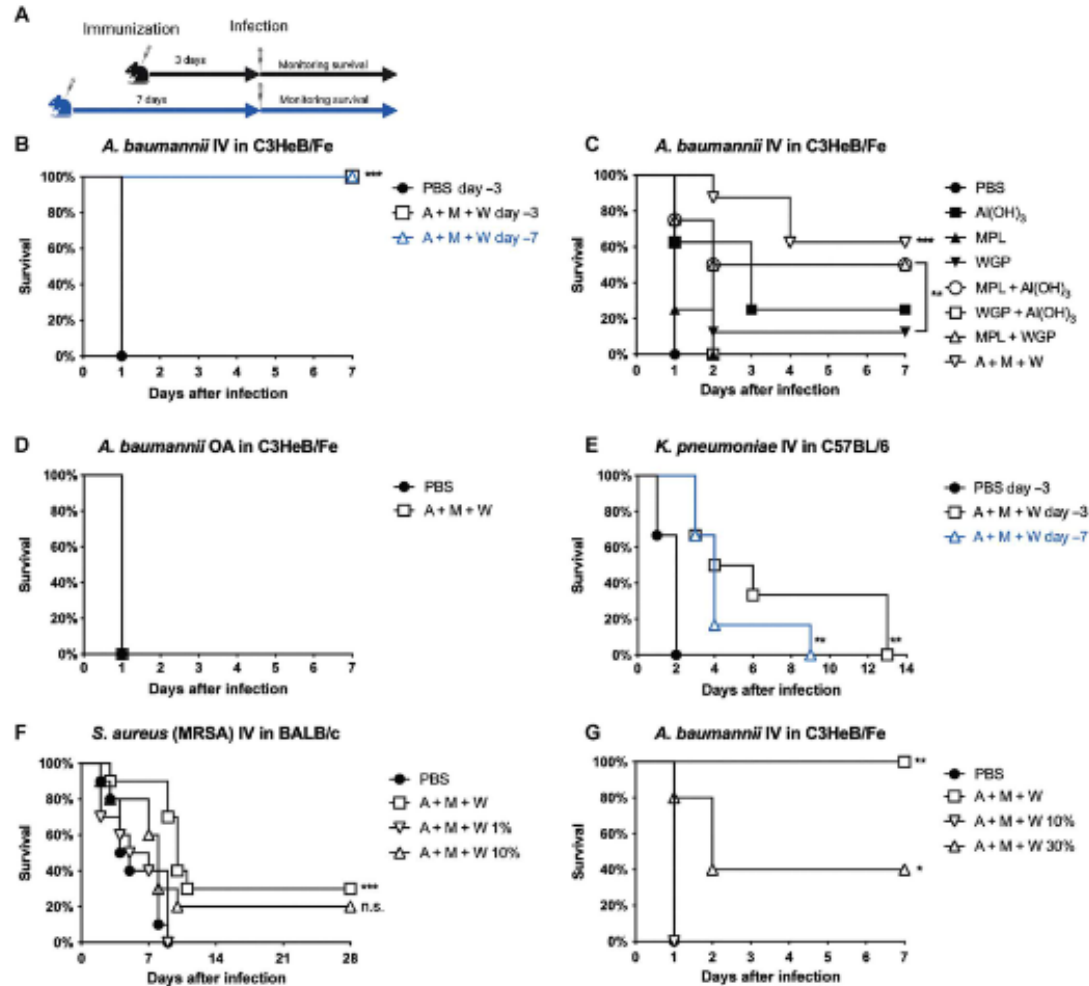 A
Immunization
Infection
3 days
Monitoring survival
7 days
Monitoring survival
B
A. baumannii IV in C3HeB/Fe
100%
80%
60%
40%
20%
0%
Survival
0 1 2 3 4 5 6 7
Days after infection
***
PBS day –3
A + M + W day –3
A + M + W day –7
C
A. baumannii IV in C3HeB/Fe
100%
80%
60%
40%
20%
0%
Survival
0 1 2 3 4 5 6 7
Days after infection
***
**
PBS
Al(OH)₃
MPL
WGP
MPL + Al(OH)₃
WGP + Al(OH)₃
MPL + WGP
A + M + W
D
A. baumannii OA in C3HeB/Fe
100%
80%
60%
40%
20%
0%
Survival
0 1 2 3 4 5 6 7
Days after infection
PBS
A + M + W
E
K. pneumoniae IV in C57BL/6
100%
80%
60%
40%
20%
0%
Survival
0 2 4 6 8 10 12 14
Days after infection
**
**
PBS day –3
A + M + W day –3
A + M + W day –7
F
S. aureus (MRSA) IV in BALB/c
100%
80%
60%
40%
20%
0%
Survival
0 7 14 21 28
Days after infection
***
n.s.
PBS
A + M + W
A + M + W 1%
A + M + W 10%
G
A. baumannii IV in C3HeB/Fe
100%
80%
60%
40%
20%
0%
Survival
0 1 2 3 4 5 6 7
Days after infection
**
*
PBS
A + M + W
A + M + W 10%
A + M + W 30%